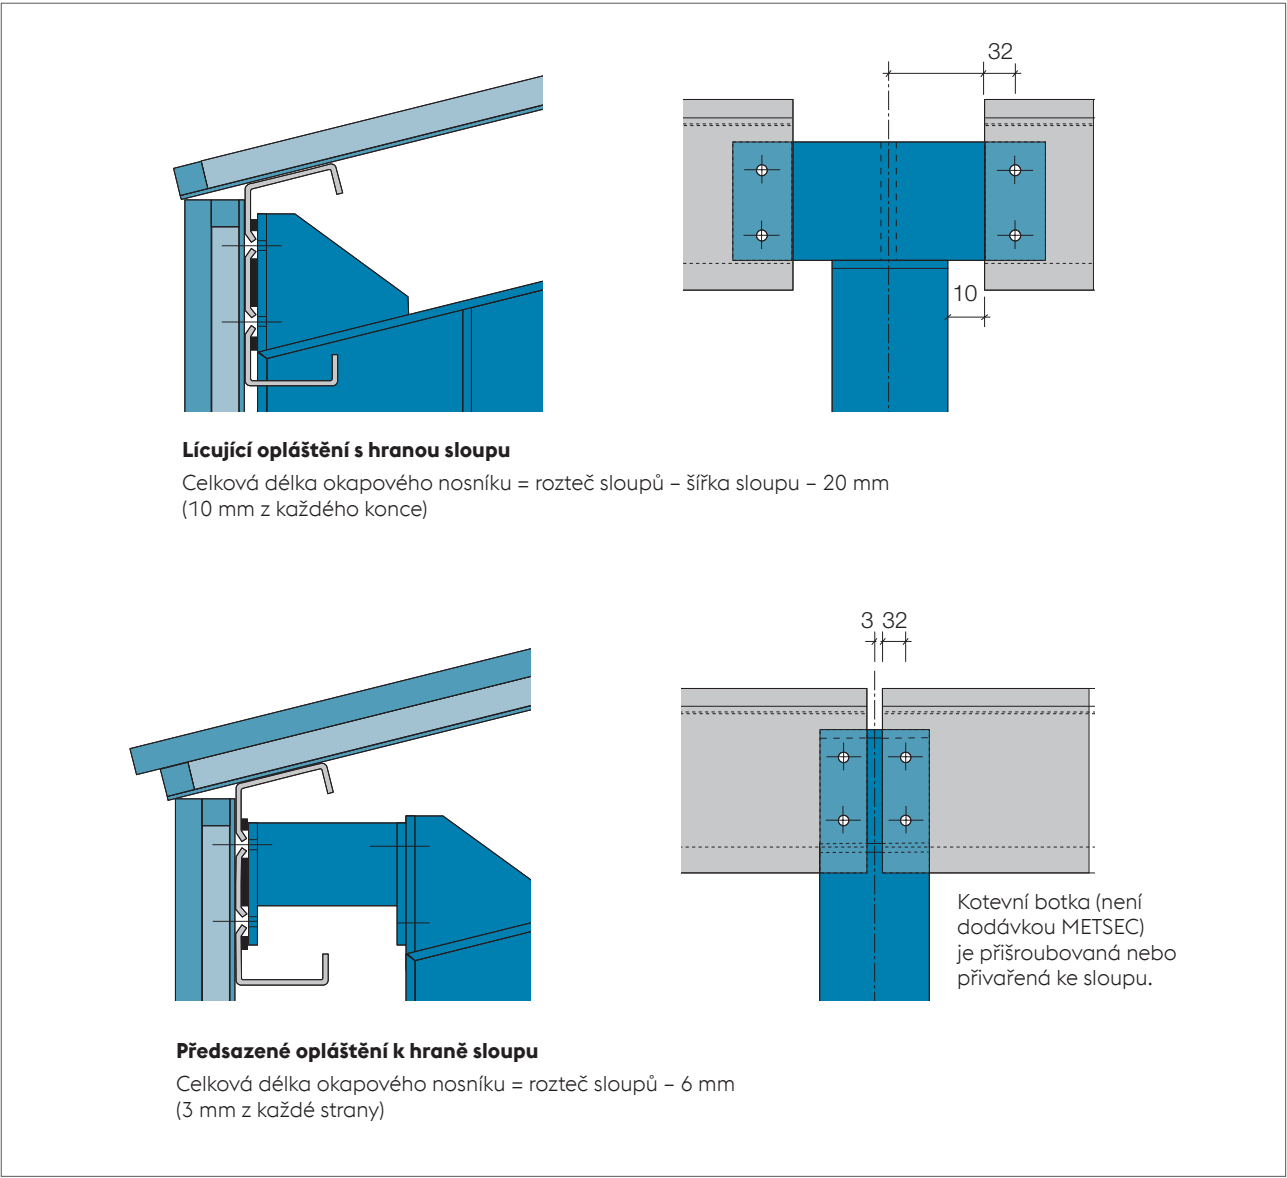 32
10
Lícující opláštění s hranou sloupu
Celková délka okapového nosníku = rozteč sloupů – šířka sloupu – 20 mm
(10 mm z každého konce)
3 32
Kotevní botka (není
dodávkou METSEC)
je přišroubovaná nebo
přivařená ke sloupu.
Předsazené opláštění k hraně sloupu
Celková délka okapového nosníku = rozteč sloupů – 6 mm
(3 mm z každé strany)